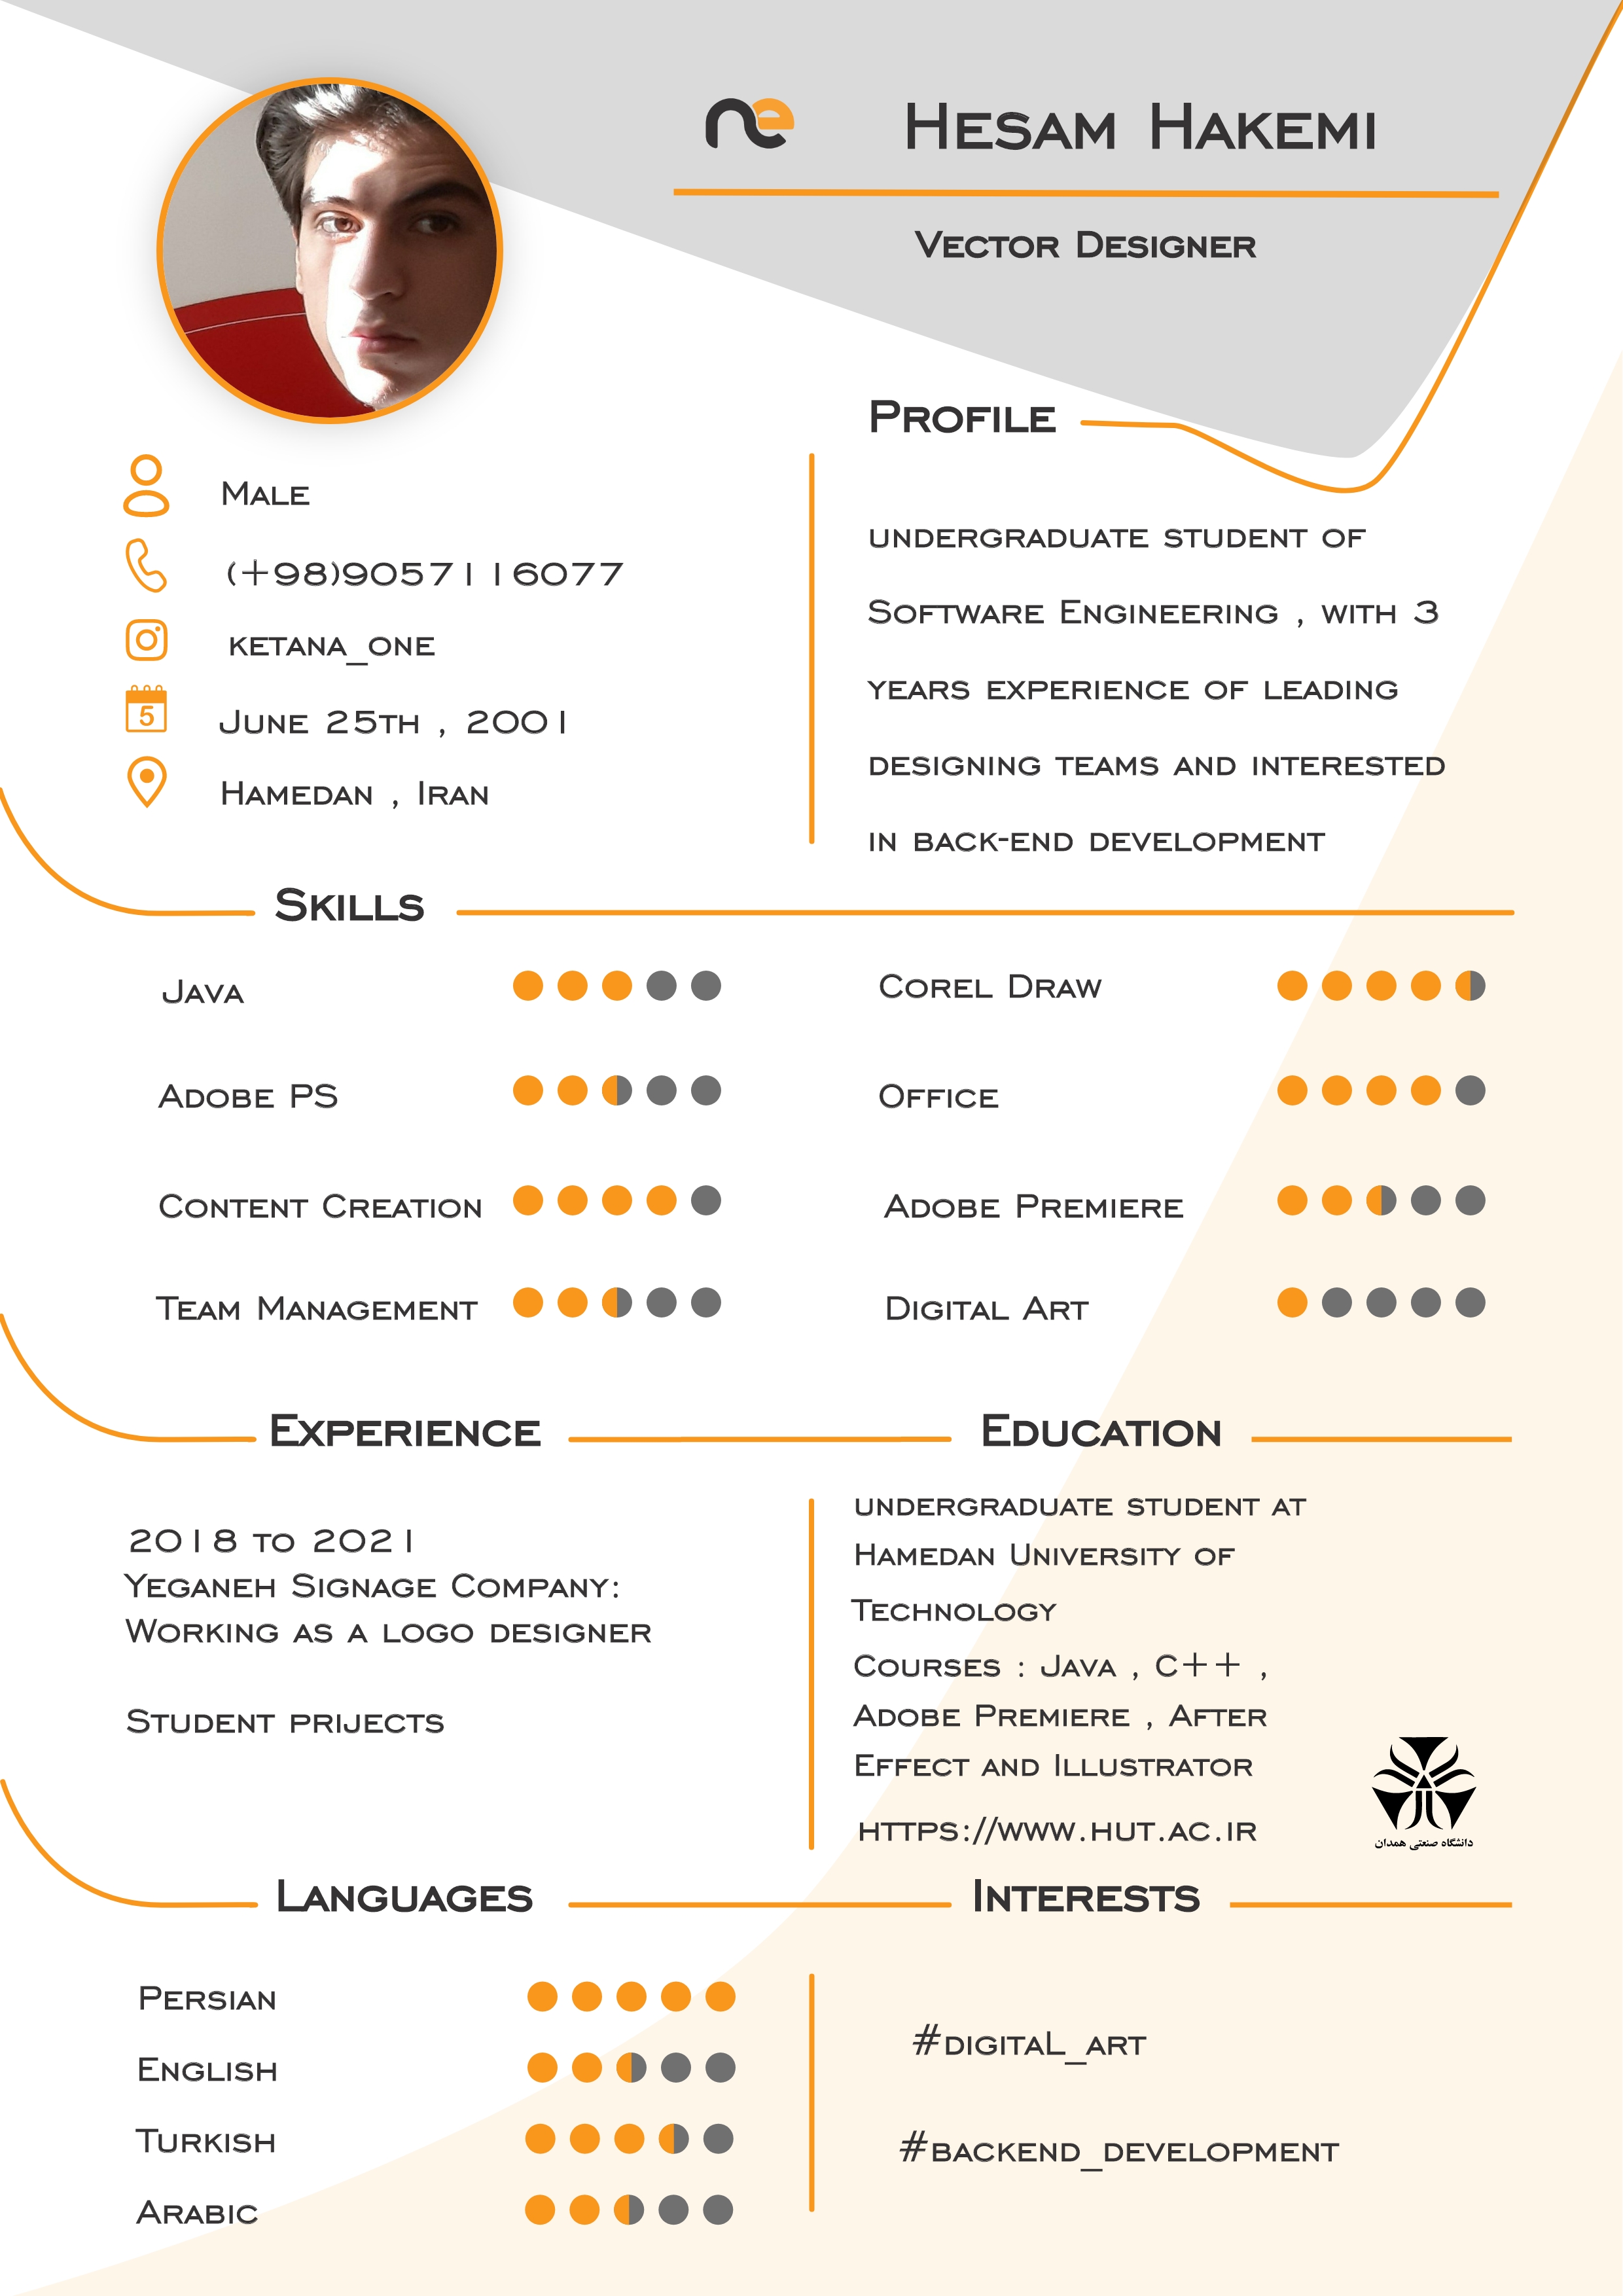 ne
Hesam Hakemi
Vector Designer
Male
(+98)9057116077
ketana_one
5
June 25th , 2001
Hamedan , Iran
Profile
undergraduate student of
Software Engineering , with 3
years experience of leading
designing teams and interested
in back-end development
Skills
Java
Corel Draw
Adobe PS
Office
Content Creation
Adobe Premiere
Team Management
Digital Art
Experience
2018 to 2021
Yeganeh Signage Company:
Working as a logo designer
Student prijects
Education
undergraduate student at
Hamedan University of
Technology
Courses : Java , C++ ,
Adobe Premiere , After
Effect and Illustrator
https://www.hut.ac.ir
دانشگاه صنعتی همدان
Languages
Persian
English
Turkish
Arabic
Interests
#digitaL_art
#backend_development